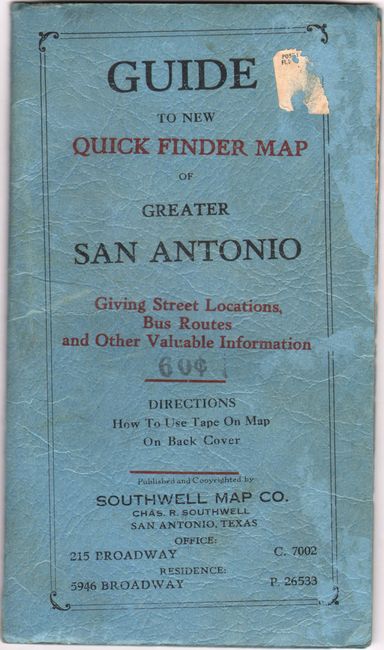 GUIDE
TO NEW
QUICK FINDER MAP
OF
GREATER
SAN ANTONIO
Giving Street Locations,
Bus Routes
and Other Valuable Information
60¢
DIRECTIONS
How To Use Tape On Map
On Back Cover
Published and Copyrighted by
SOUTHWELL MAP CO.
CHAS. R. SOUTHWELL
SAN ANTONIO, TEXAS
OFFICE:
215 BROADWAY C. 7002
RESIDENCE:
5946 BROADWAY P. 26533